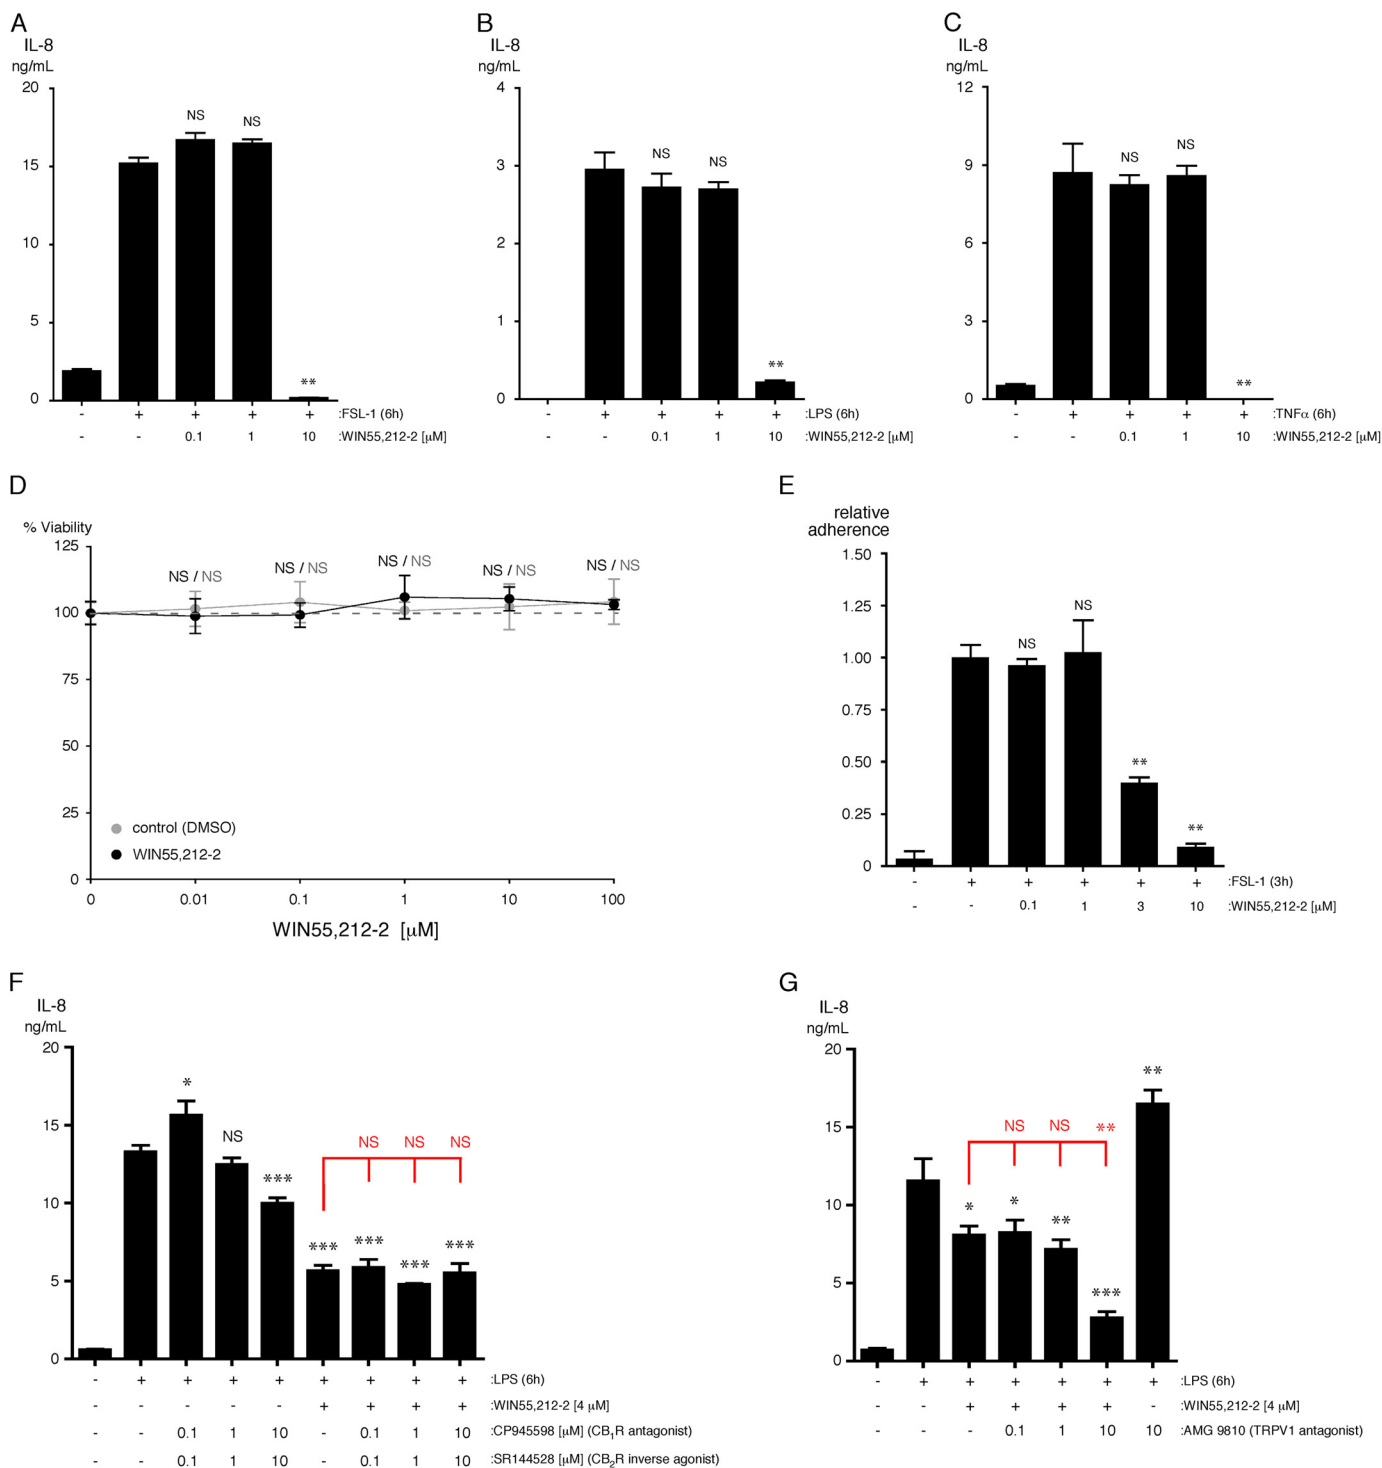 A
IL-8
ng/mL
20
15
10
5
0
NS
NS
**
- + + + + :FSL-1 (6h)
- - 0.1 1 10 :WIN55,212-2 [μM]
B
IL-8
ng/mL
4
3
2
1
0
NS
NS
**
- + + + + :LPS (6h)
- - 0.1 1 10 :WIN55,212-2 [μM]
C
IL-8
ng/mL
12
9
6
3
0
NS
NS
**
- + + + + :TNFα (6h)
- - 0.1 1 10 :WIN55,212-2 [μM]
D
% Viability
125
100
75
50
25
0
NS / NS
NS / NS
NS / NS
NS / NS
NS / NS
control (DMSO)
WIN55,212-2
0 0.01 0.1 1 10 100
WIN55,212-2 [μM]
E
relative
adherence
1.50
1.25
1.00
0.75
0.50
0.25
0
NS
NS
**
**
- + + + + + :FSL-1 (3h)
- - 0.1 1 3 10 :WIN55,212-2 [μM]
F
IL-8
ng/mL
20
15
10
5
0
*
NS
***
NS NS NS
***
***
***
***
- + + + + + + + + :LPS (6h)
- - - - - + + + + :WIN55,212-2 [4 μM]
- - 0.1 1 10 - 0.1 1 10 :CP945598 [μM] (CB1R antagonist)
- - 0.1 1 10 - 0.1 1 10 :SR144528 [μM] (CB2R inverse agonist)
G
IL-8
ng/mL
20
15
10
5
0
NS NS **
*
*
**
***
**
- + + + + + + :LPS (6h)
- - + + + + - :WIN55,212-2 [4 μM]
- - - 0.1 1 10 10 :AMG 9810 (TRPV1 antagonist)